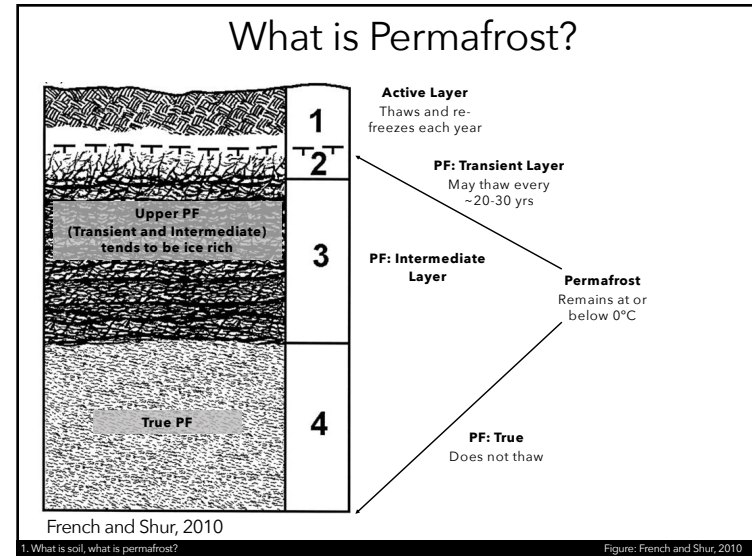 What is Permafrost?
1
2
3
4
Upper PF
(Transient and Intermediate)
tends to be ice rich
True PF
Active Layer
Thaws and re-
freezes each year
PF: Transient Layer
May thaw every
~20-30 yrs
PF: Intermediate
Layer
Permafrost
Remains at or
below 0°C
PF: True
Does not thaw
French and Shur, 2010
1. What is soil, what is permafrost?
Figure: French and Shur, 2010